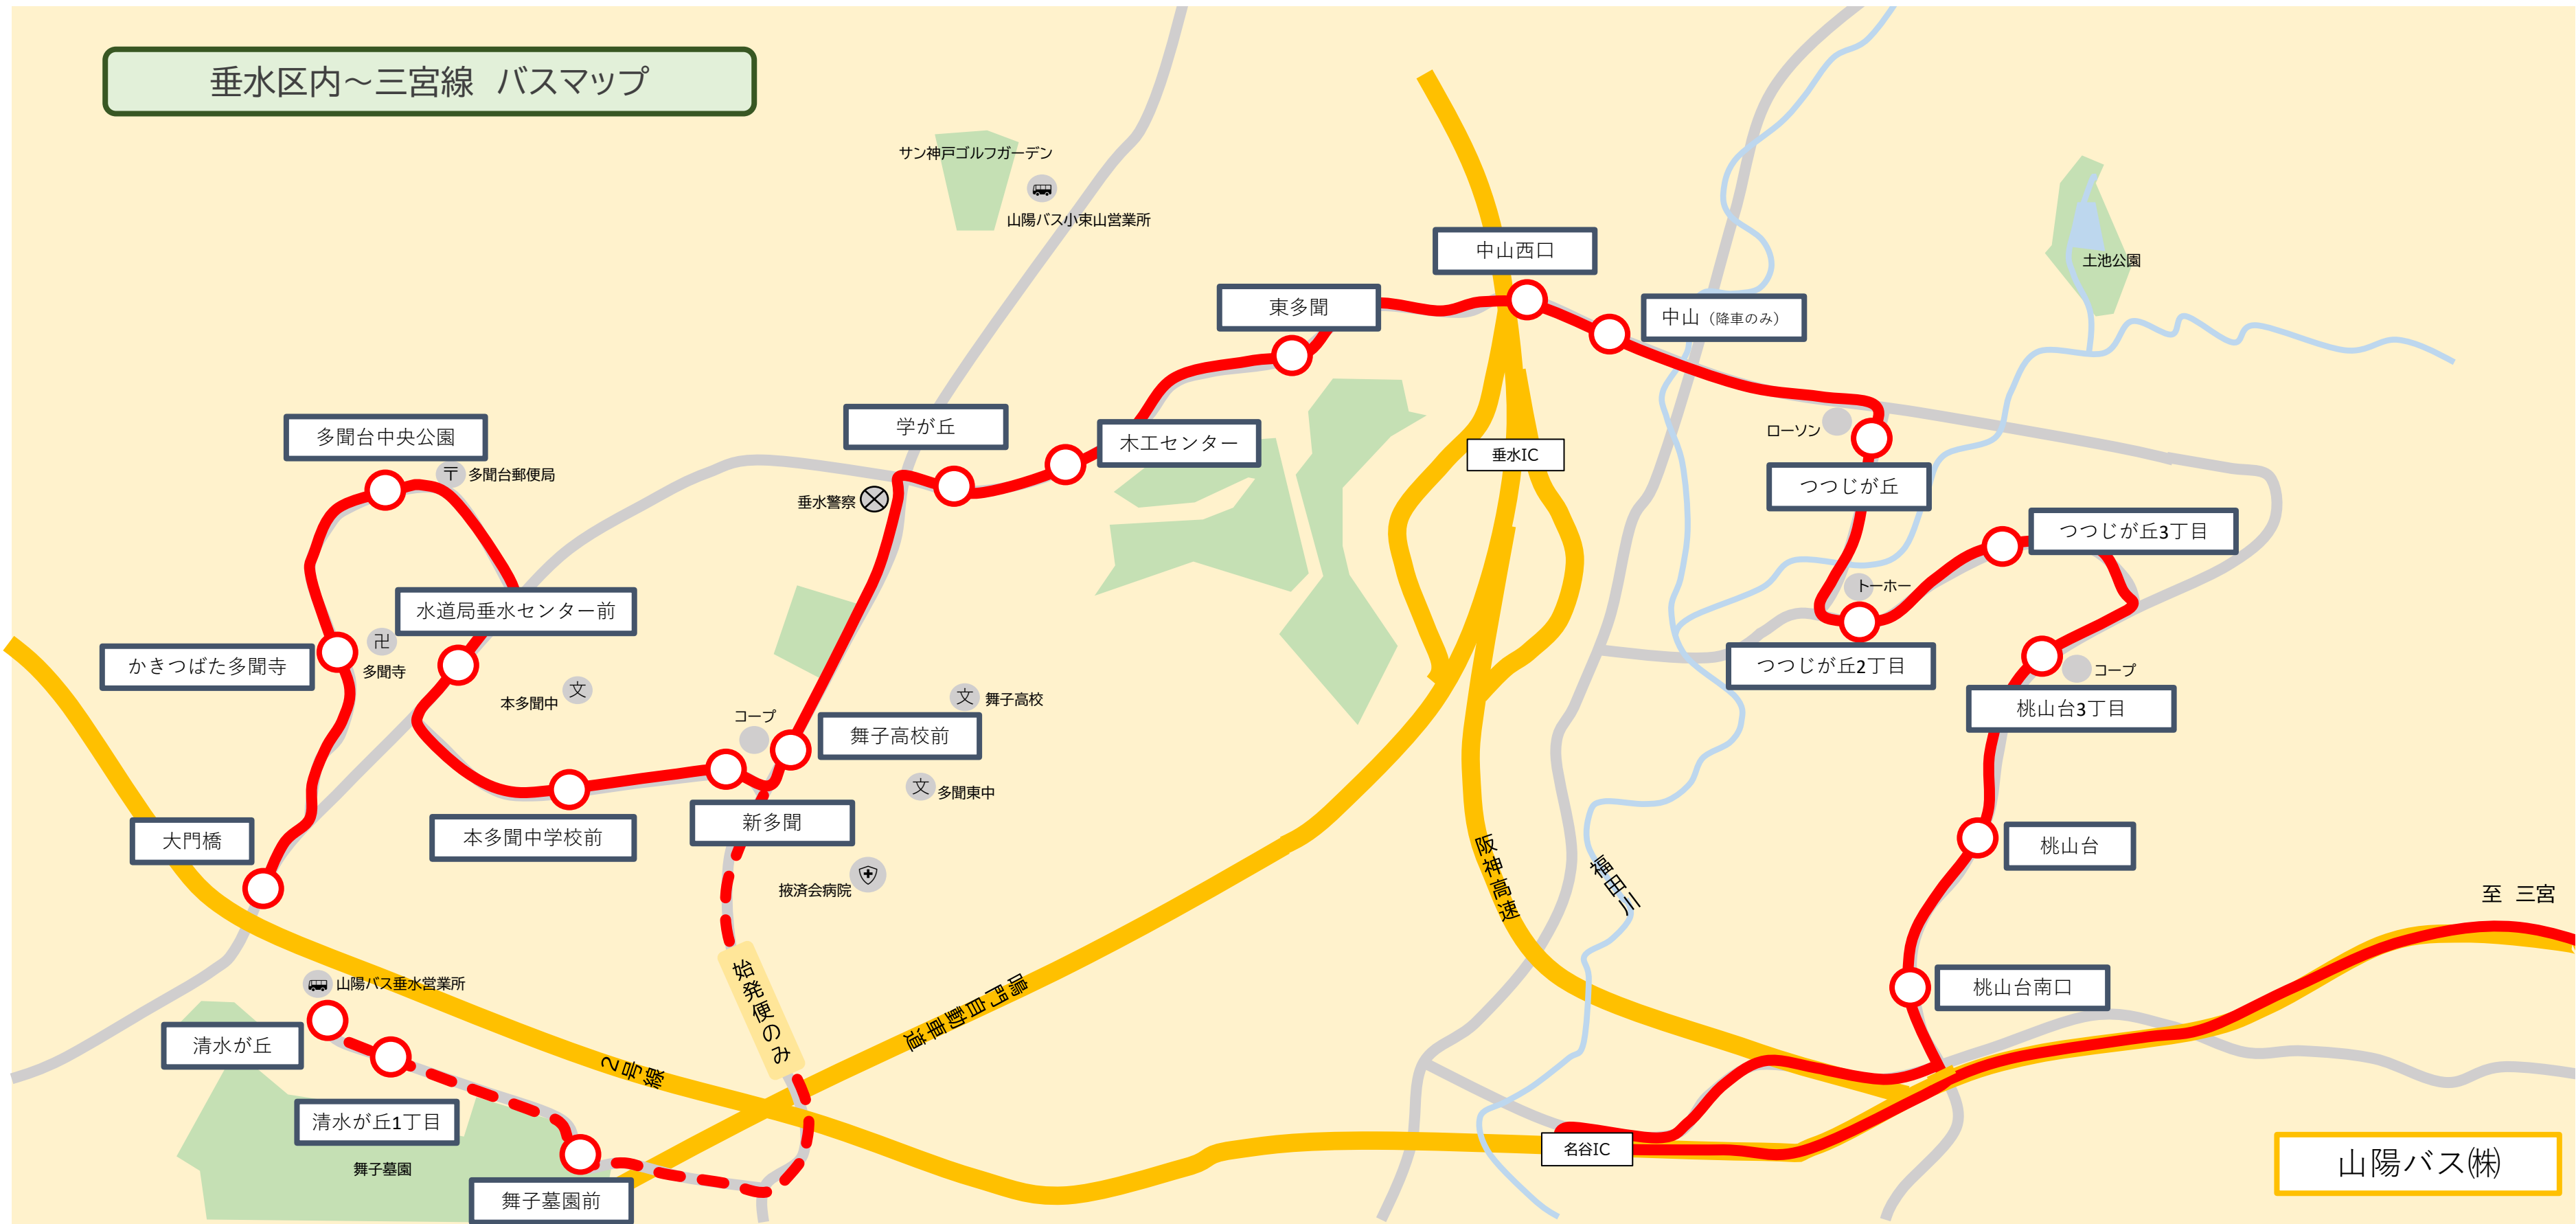 垂水区内～三宮線　バスマップ
サン神戸ゴルフガーデン
山陽バス小束山営業所
中山西口
東多聞
中山（降車のみ）
土池公園
学が丘
木工センター
多聞台中央公園
〒
多聞台郵便局
垂水警察
垂水IC
ローソン
つつじが丘
つつじが丘3丁目
トーホー
つつじが丘2丁目
水道局垂水センター前
かきつばた多聞寺
卍
多聞寺
本多聞中
文
コープ
文
舞子高校
舞子高校前
コープ
桃山台3丁目
文
多聞東中
新多聞
本多聞中学校前
大門橋
掖済会病院
桃山台
阪神高速
福田川
至　三宮
始発便のみ
鳴門自動車道
桃山台南口
山陽バス垂水営業所
清水が丘
2号線
清水が丘1丁目
舞子墓園
舞子墓園前
名谷IC
山陽バス㈱